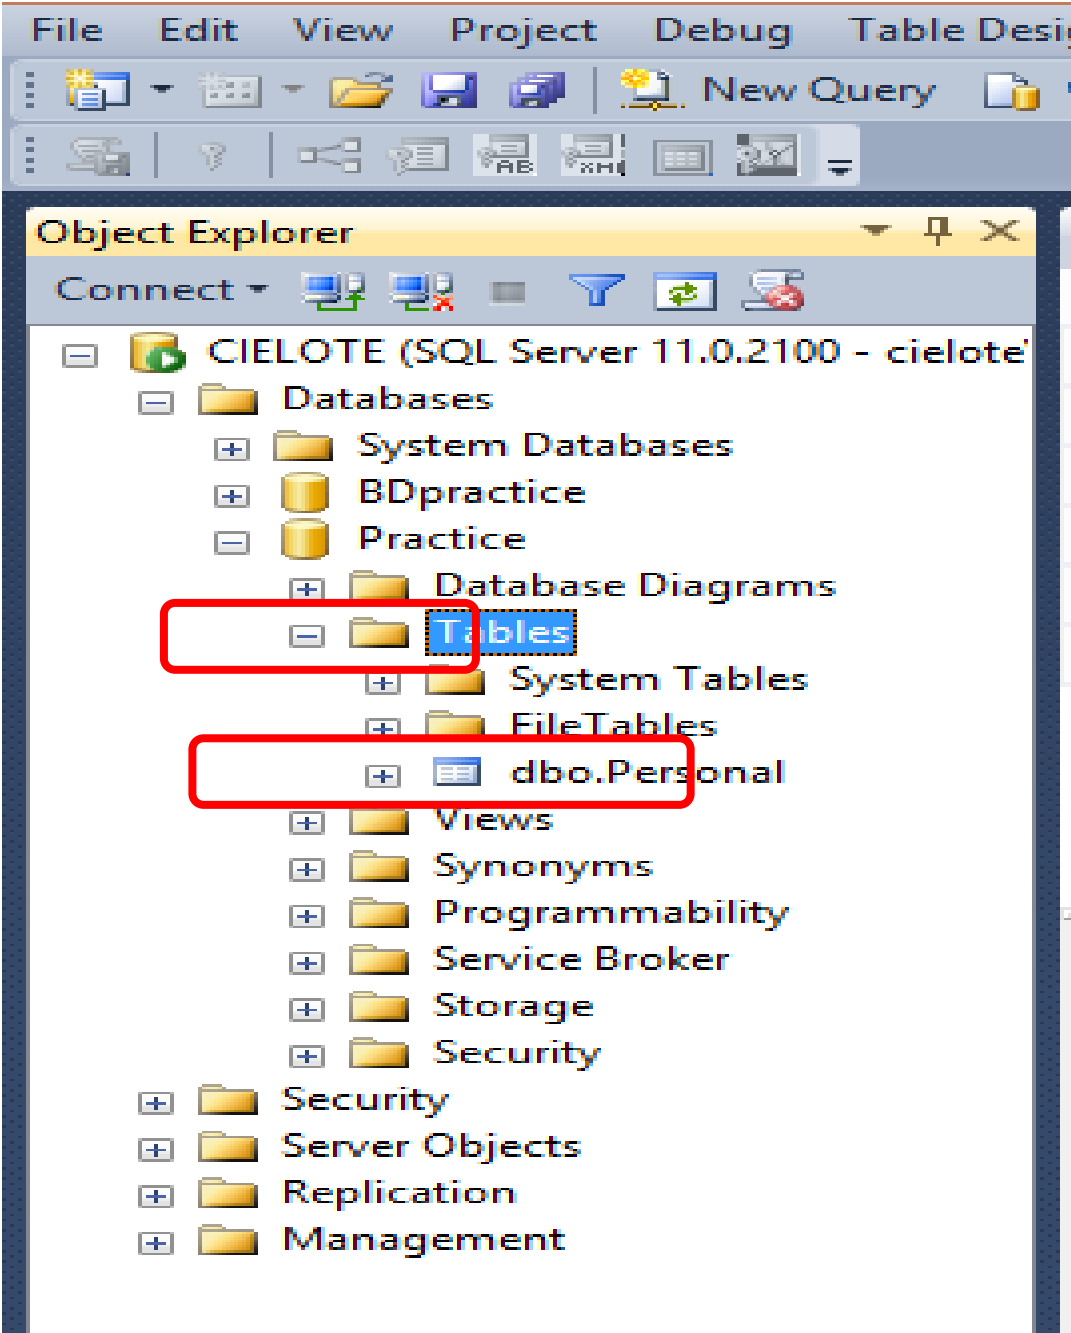 File Edit View Project Debug Table Desig
New Query
AB
Object Explorer
Connect
CIELOTE (SQL Server 11.0.2100 - cielote\
Databases
System Databases
BDpractice
Practice
Database Diagrams
Tables
System Tables
FileTables
dbo.Personal
Views
Synonyms
Programmability
Service Broker
Storage
Security
Security
Server Objects
Replication
Management